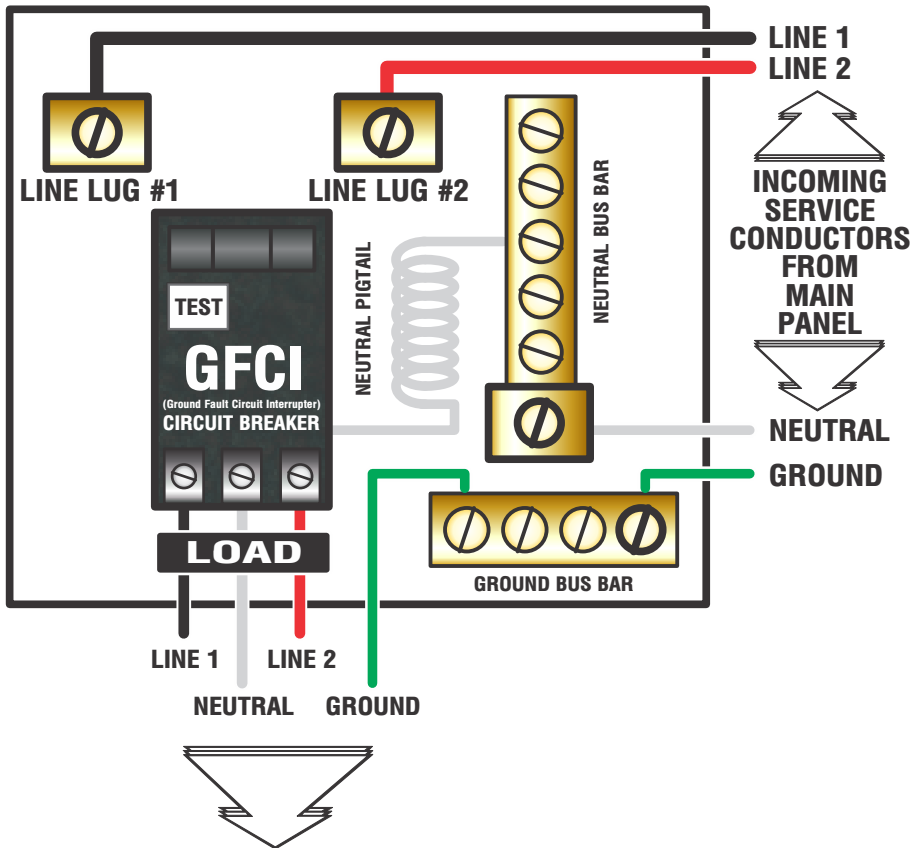 LINE 1
LINE 2
LINE LUG #1
LINE LUG #2
INCOMING
SERVICE
CONDUCTORS
FROM
MAIN
PANEL
NEUTRAL BUS BAR
NEUTRAL PIGTAIL
TEST
GFCI
(Ground Fault Circuit Interrupter)
CIRCUIT BREAKER
NEUTRAL
GROUND
LOAD
GROUND BUS BAR
LINE 1
LINE 2
NEUTRAL
GROUND